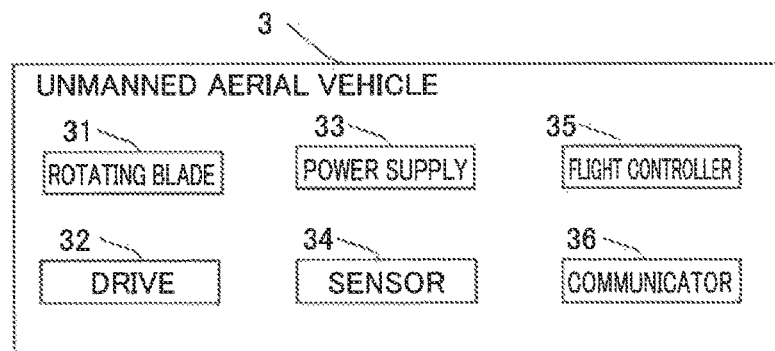 3
UNMANNED AERIAL VEHICLE
31 33 35
ROTATING BLADE POWER SUPPLY FLIGHT CONTROLLER
32 34 36
DRIVE SENSOR COMMUNICATOR